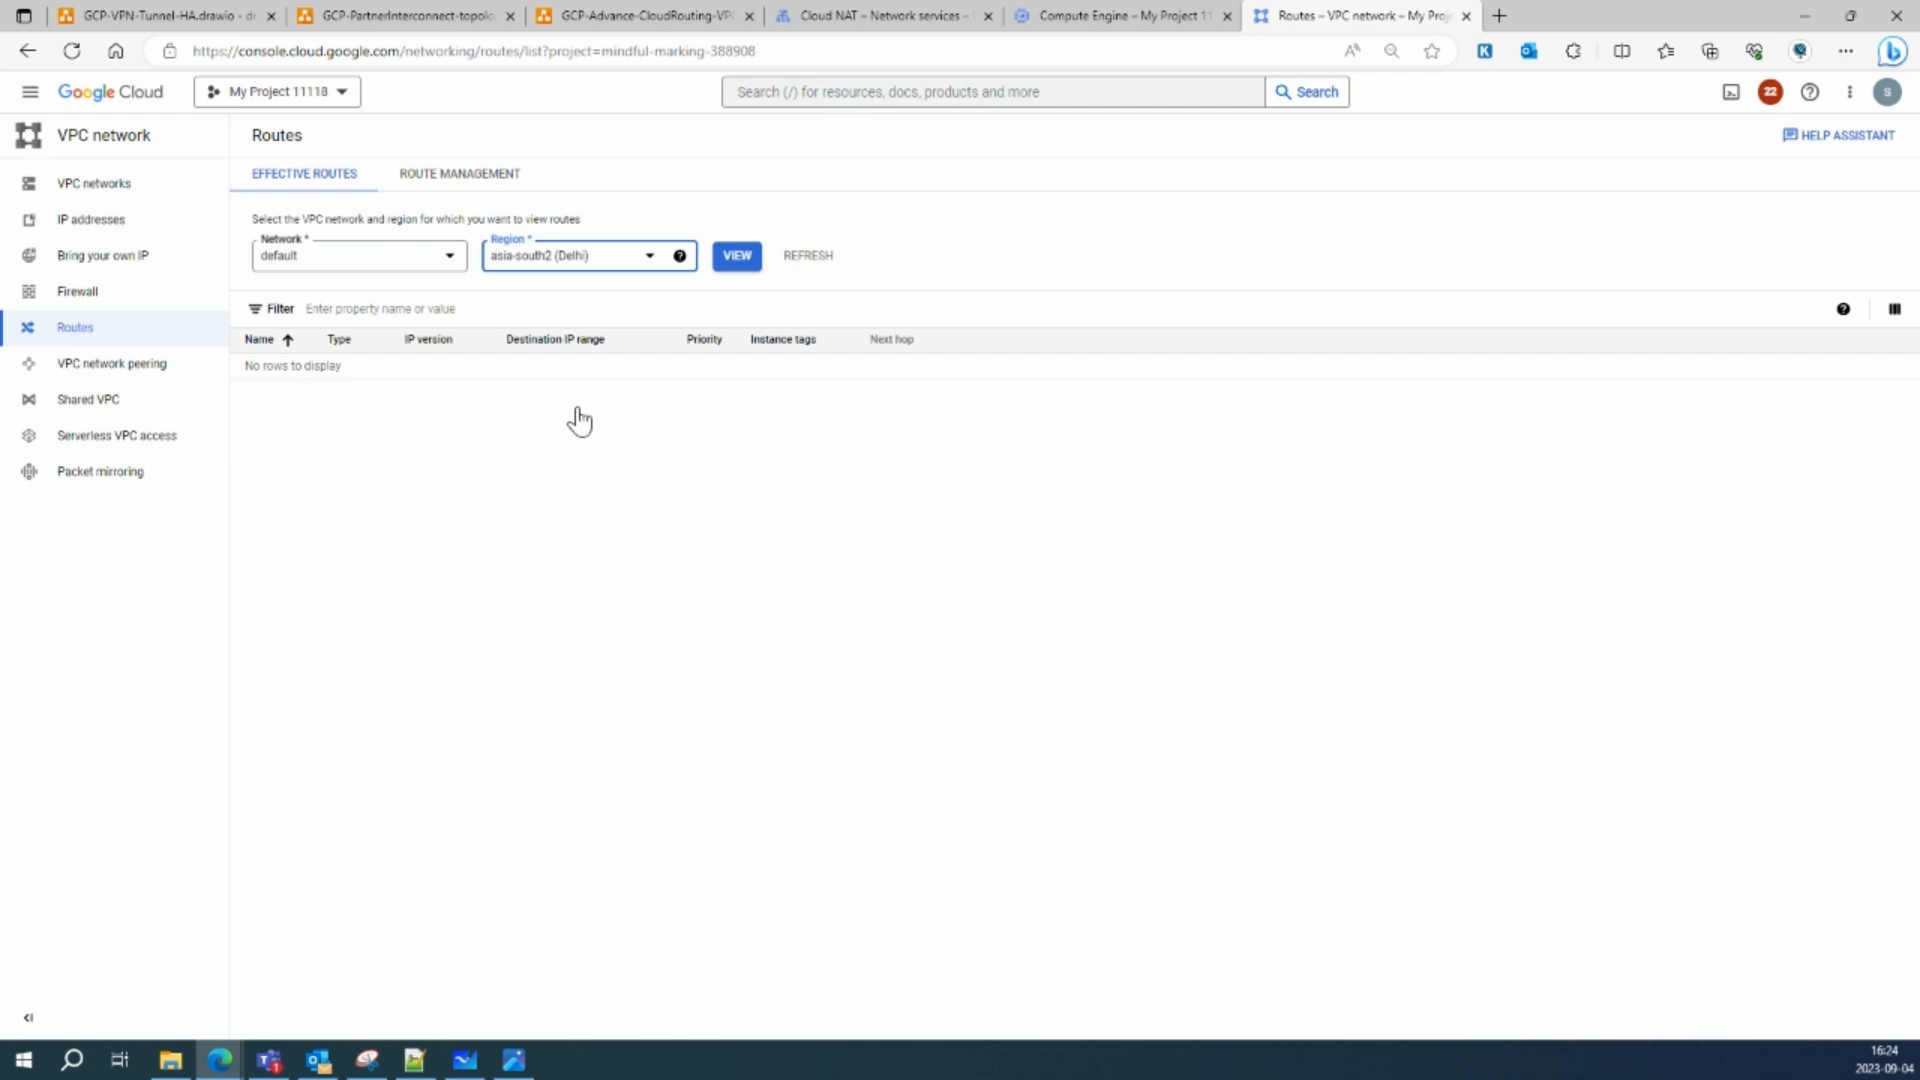 GCP-VPN-Tunnel-HA.drawio - dr
GCP-PartnerInterconnect-topolo
GCP-Advance-CloudRouting-VPC
Cloud NAT – Network services –
Compute Engine – My Project 11
Routes – VPC network – My Proj
https://console.cloud.google.com/networking/routes/list?project=mindful-marking-388908
Google Cloud
My Project 11118
Search (/) for resources, docs, products and more
Search
22
S
VPC network
Routes
HELP ASSISTANT
EFFECTIVE ROUTES
ROUTE MANAGEMENT
VPC networks
IP addresses
Bring your own IP
Firewall
Routes
VPC network peering
Shared VPC
Serverless VPC access
Packet mirroring
Select the VPC network and region for which you want to view routes
Network *
default
Region *
asia-south2 (Delhi)
VIEW
REFRESH
Filter
Enter property name or value
Name
Type
IP version
Destination IP range
Priority
Instance tags
Next hop
No rows to display
16:24
2023-09-04